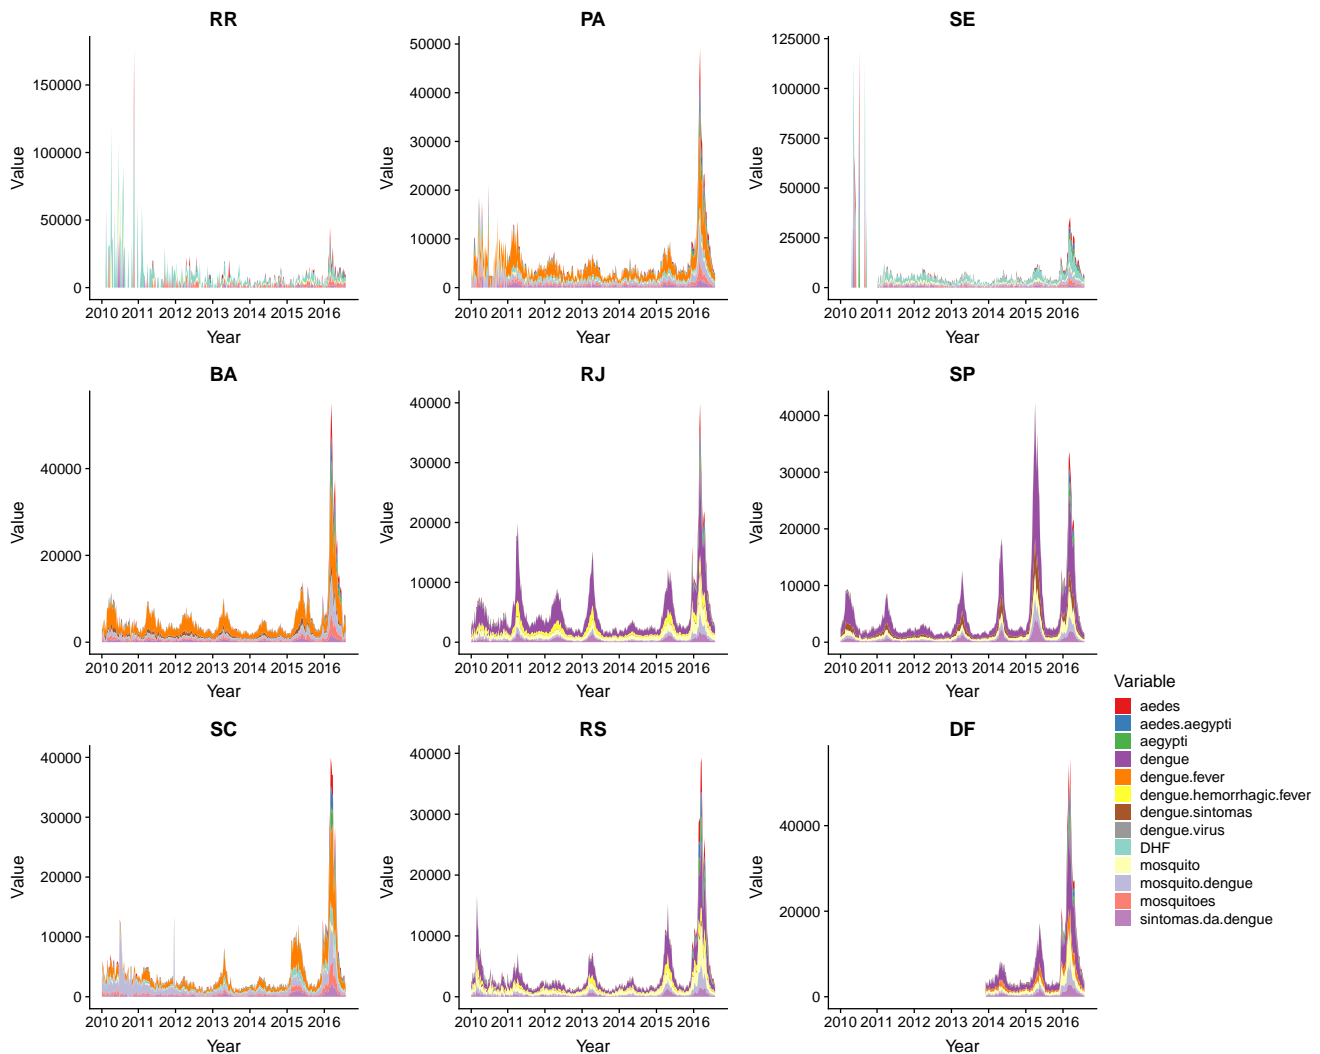 RR
150000
100000
50000
0
Value
2010 2011 2012 2013 2014 2015 2016
Year
PA
50000
40000
30000
20000
10000
0
Value
2010 2011 2012 2013 2014 2015 2016
Year
SE
125000
100000
75000
50000
25000
0
Value
2010 2011 2012 2013 2014 2015 2016
Year
BA
40000
20000
0
Value
2010 2011 2012 2013 2014 2015 2016
Year
RJ
40000
30000
20000
10000
0
Value
2010 2011 2012 2013 2014 2015 2016
Year
SP
40000
30000
20000
10000
0
Value
2010 2011 2012 2013 2014 2015 2016
Year
SC
40000
30000
20000
10000
0
Value
2010 2011 2012 2013 2014 2015 2016
Year
RS
40000
30000
20000
10000
0
Value
2010 2011 2012 2013 2014 2015 2016
Year
DF
40000
20000
0
Value
2010 2011 2012 2013 2014 2015 2016
Year
Variable
aedes
aedes.aegypti
aegypti
dengue
dengue.fever
dengue.hemorrhagic.fever
dengue.sintomas
dengue.virus
DHF
mosquito
mosquito.dengue
mosquitoes
sintomas.da.dengue